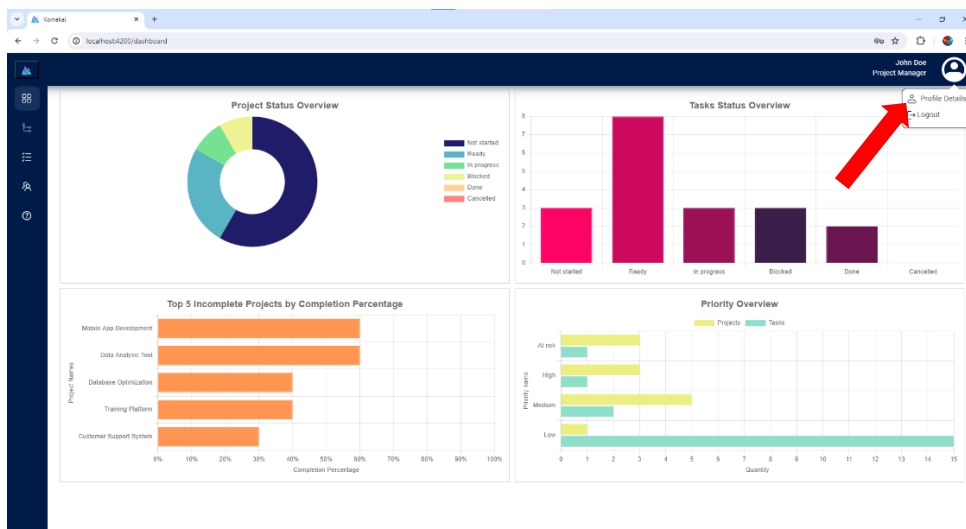 Komakai
localhost:4200/dashboard
John Doe
Project Manager
Profile Details
Logout
Project Status Overview
Not started
Ready
In progress
Blocked
Done
Cancelled
Tasks Status Overview
8
7
6
5
4
3
2
1
0
Not started
Ready
In progress
Blocked
Done
Cancelled
Top 5 Incomplete Projects by Completion Percentage
Project Names
Mobile App Development
Data Analysis Tool
Database Optimization
Training Platform
Customer Support System
0% 10% 20% 30% 40% 50% 60% 70% 80% 90% 100%
Completion Percentage
Priority Overview
Projects Tasks
Priority name
At risk
High
Medium
Low
0 1 2 3 4 5 6 7 8 9 10 11 12 13 14 15
Quantity